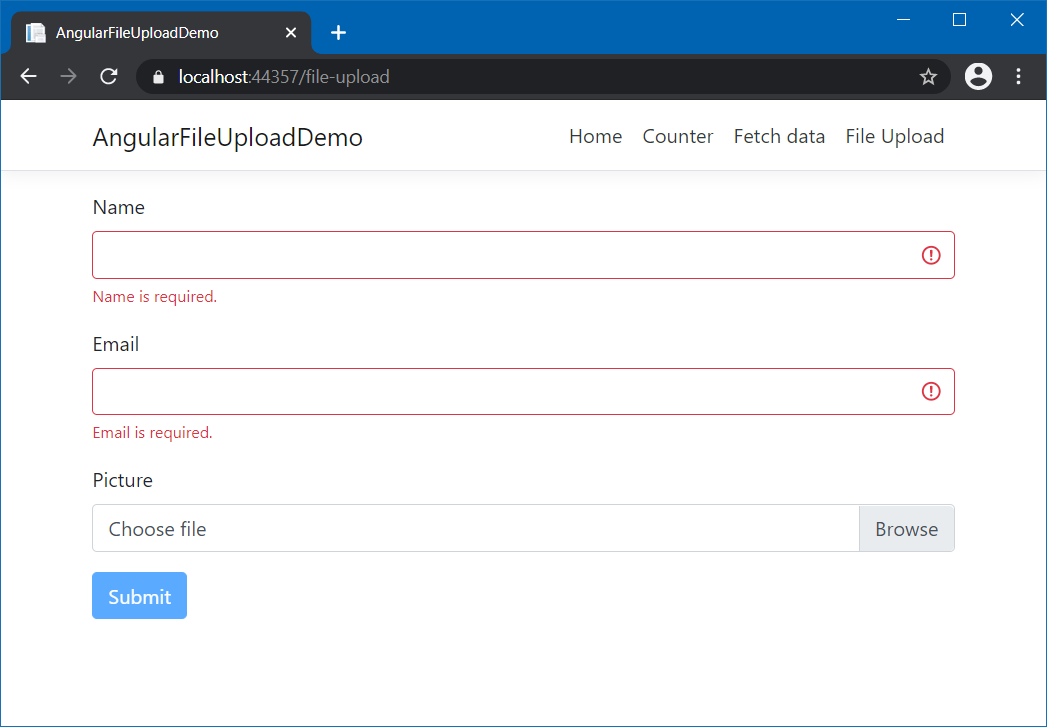 AngularFileUploadDemo
localhost:44357/file-upload
AngularFileUploadDemo Home Counter Fetch data File Upload
Name
Name is required.
Email
Email is required.
Picture
Choose file Browse
Submit